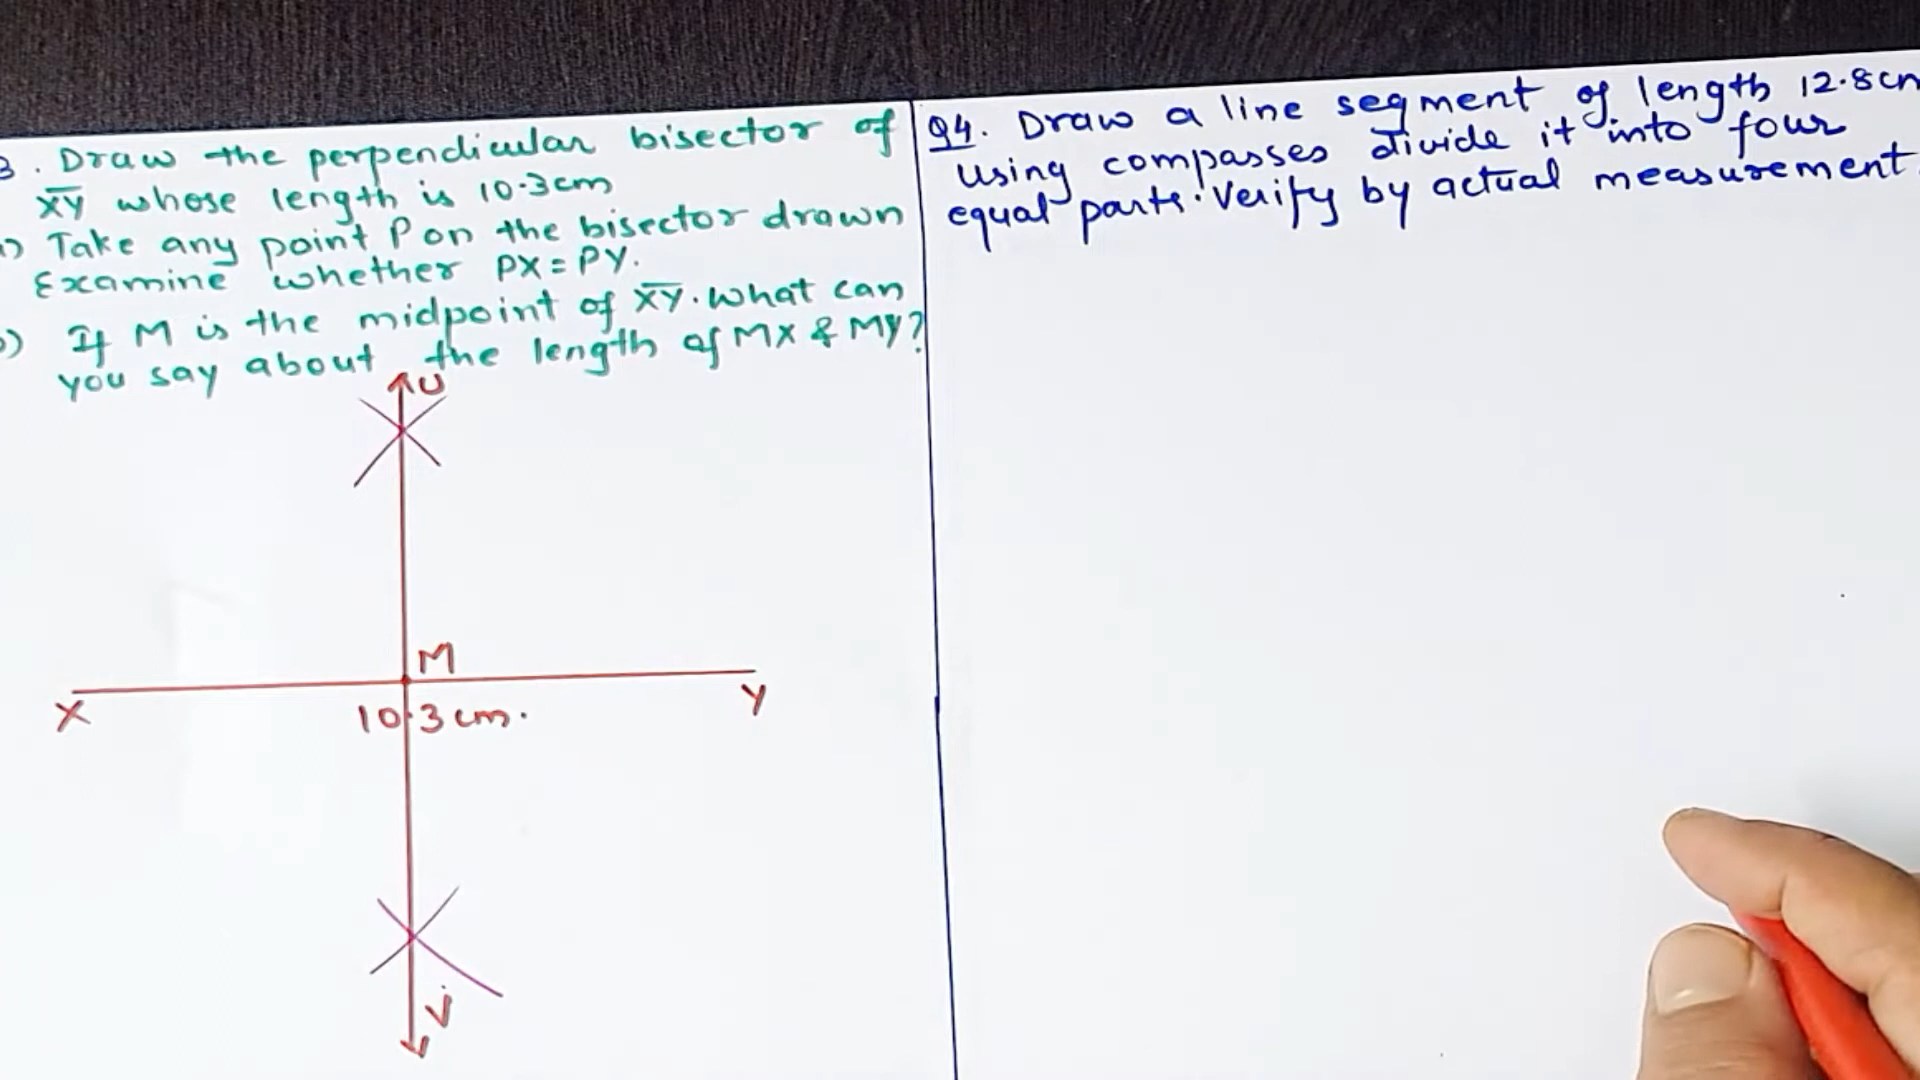 3. Draw the perpendicular bisector of
XY whose length is 10.3cm
Take any point P on the bisector drawn
Examine whether PX = PY.
If M is the midpoint of XY. What can
you say about the length of MX & MY?
U
M
X
Y
10.3 cm.
V
Q4. Draw a line segment of length 12.8cm
Using compasses divide it into four
equal parts. Verify by actual measurement.